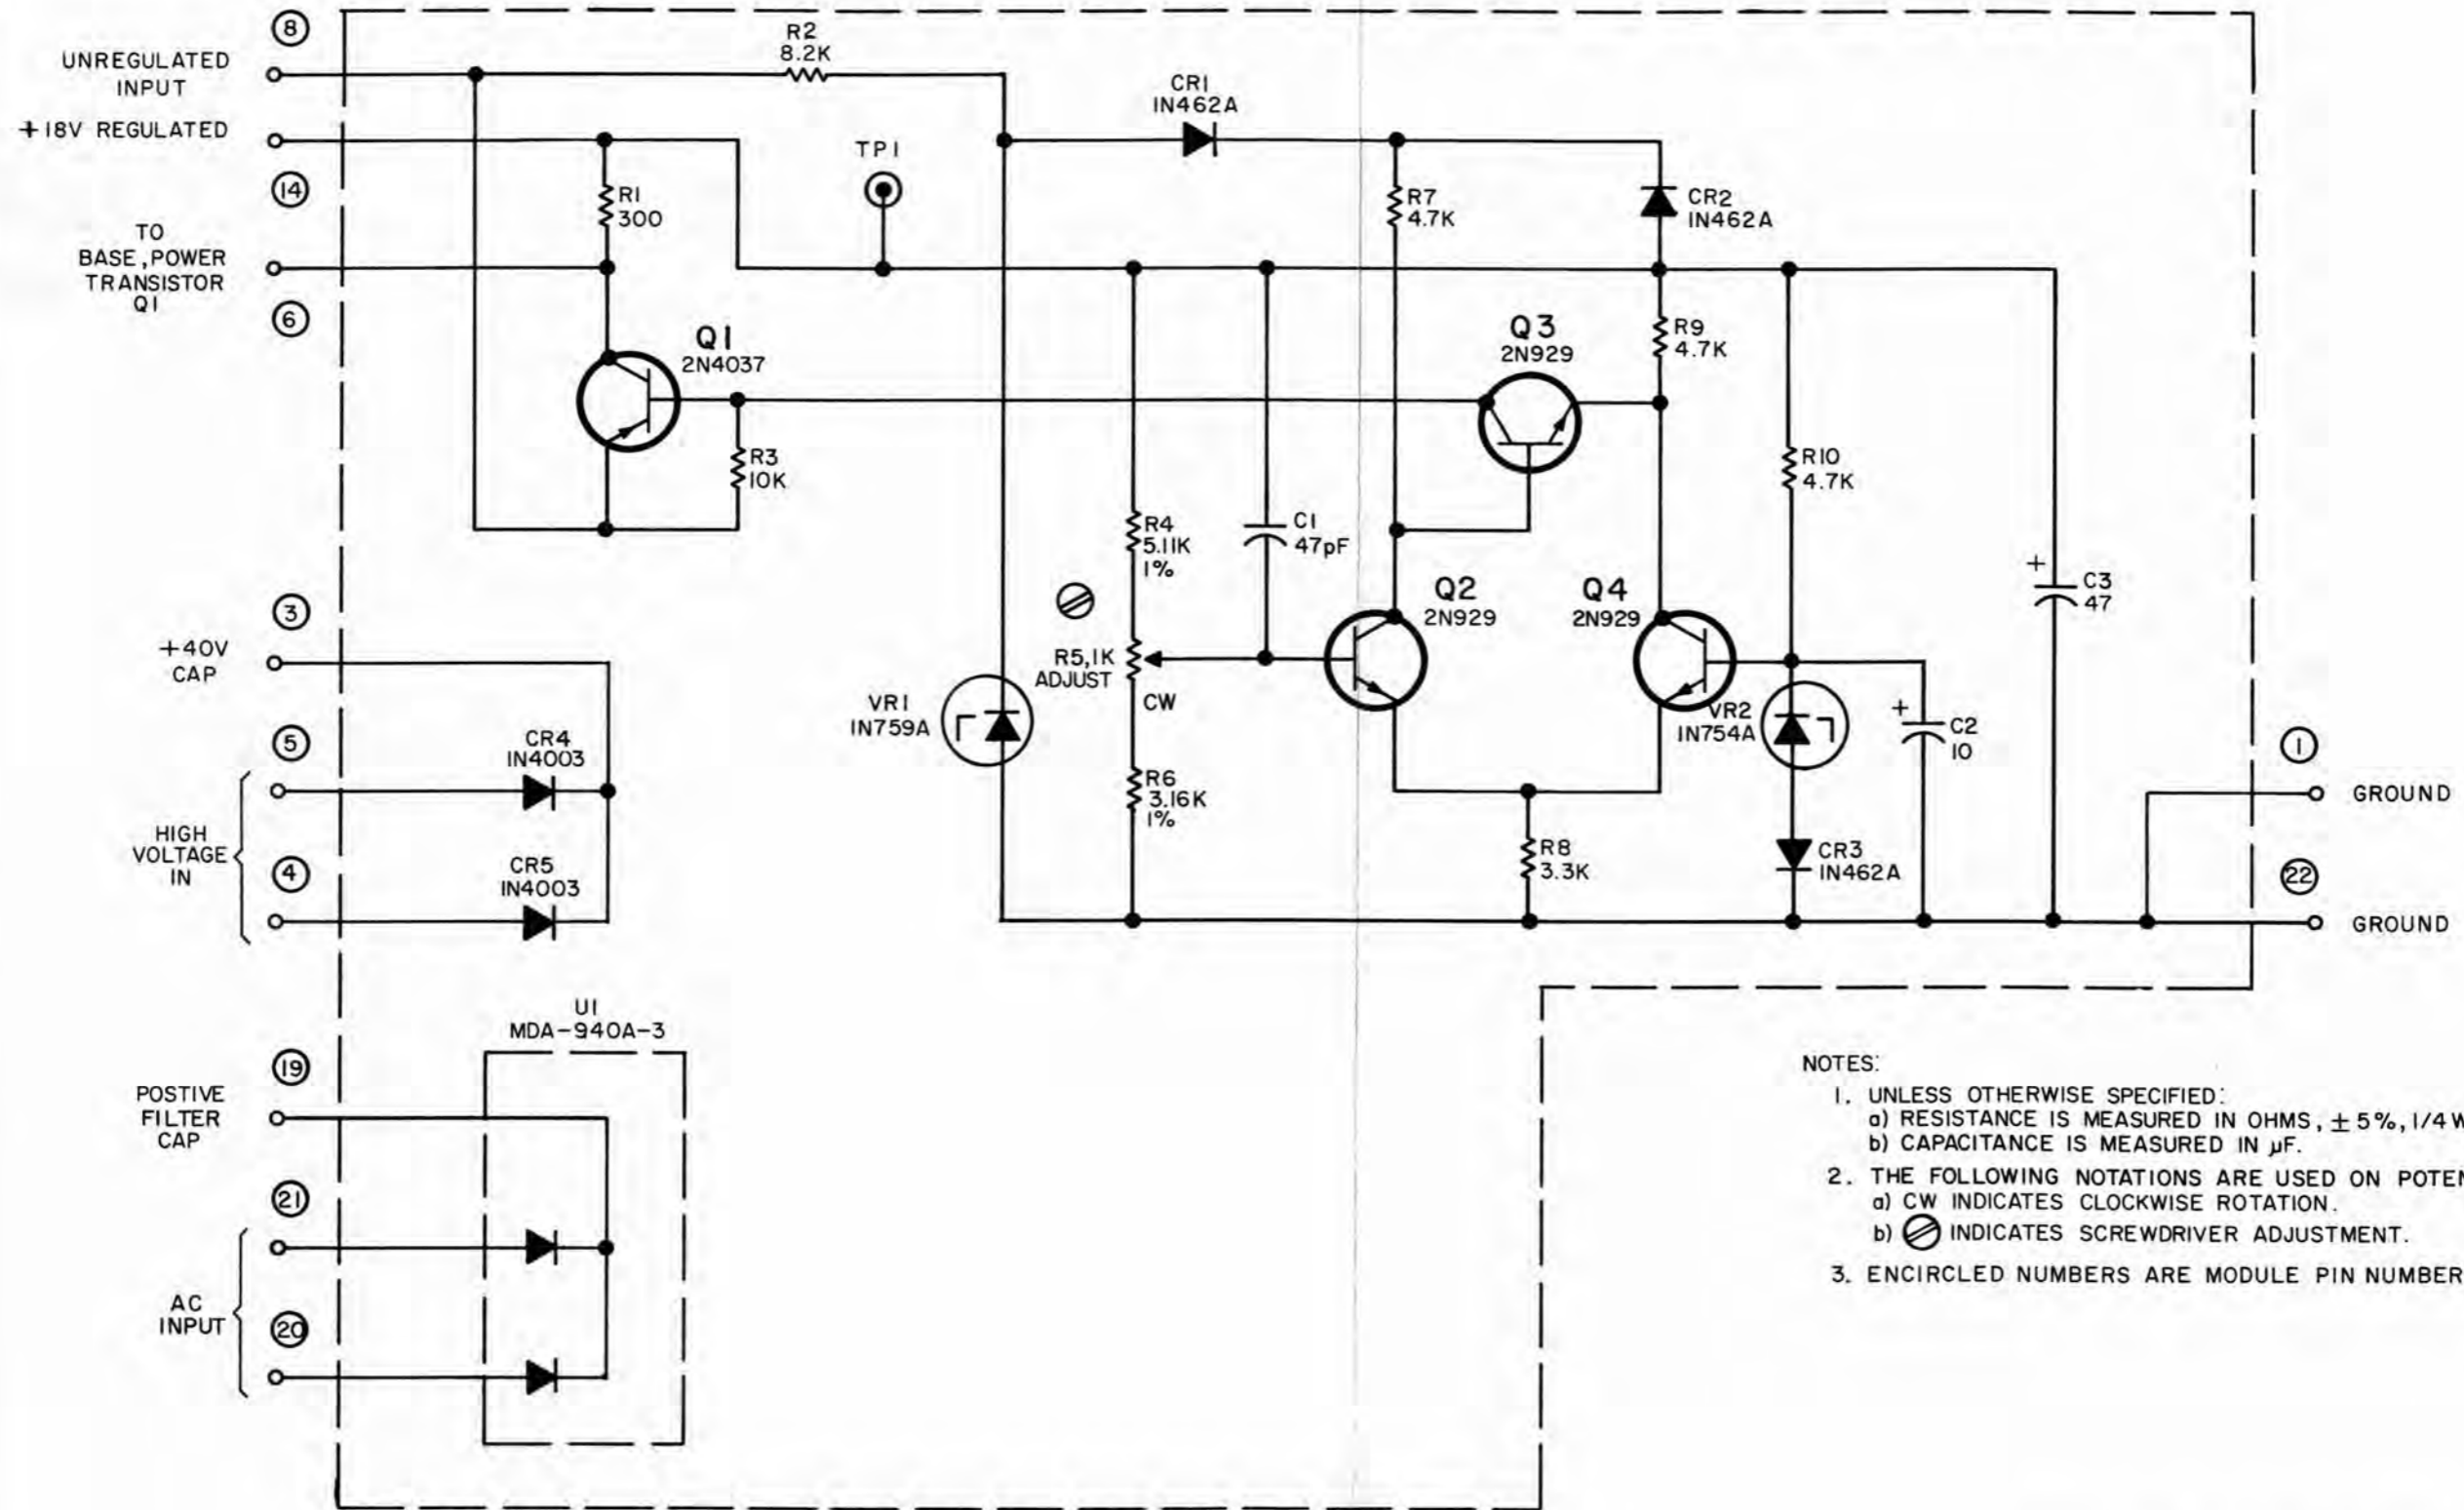 8
UNREGULATED
INPUT
+18V REGULATED
14
TO
BASE, POWER
TRANSISTOR
Q1
6
R2
8.2K
R1
300
TP1
CR1
IN462A
R7
4.7K
CR2
IN462A
Q1
2N4037
R3
10K
Q3
2N929
R9
4.7K
R10
4.7K
R4
5.11K
1%
C1
47pF
R5, 1K
ADJUST
CW
Q2
2N929
Q4
2N929
C3
47
+
VR1
IN759A
VR2
IN754A
+
C2
10
R6
3.16K
1%
R8
3.3K
CR3
IN462A
1
GROUND
22
GROUND
3
+40V
CAP
5
CR4
IN4003
HIGH
VOLTAGE
IN
4
CR5
IN4003
U1
MDA-940A-3
19
POSTIVE
FILTER
CAP
21
AC
INPUT
20
NOTES:
1. UNLESS OTHERWISE SPECIFIED:
a) RESISTANCE IS MEASURED IN OHMS, ±5%, 1/4 W
b) CAPACITANCE IS MEASURED IN µF.
2. THE FOLLOWING NOTATIONS ARE USED ON POTEN
a) CW INDICATES CLOCKWISE ROTATION.
b) INDICATES SCREWDRIVER ADJUSTMENT.
3. ENCIRCLED NUMBERS ARE MODULE PIN NUMBER